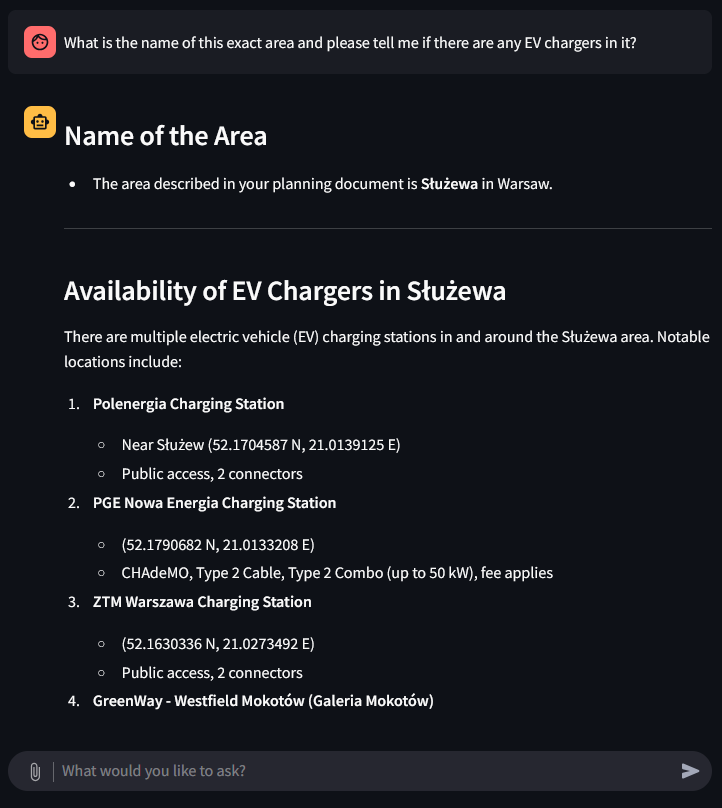 What is the name of this exact area and please tell me if there are any EV chargers in it?
Name of the Area
• The area described in your planning document is Służewa in Warsaw.
Availability of EV Chargers in Służewa
There are multiple electric vehicle (EV) charging stations in and around the Służewa area. Notable
locations include:
1. Polenergia Charging Station
○ Near Służew (52.1704587 N, 21.0139125 E)
○ Public access, 2 connectors
2. PGE Nowa Energia Charging Station
○ (52.1790682 N, 21.0133208 E)
○ CHAdeMO, Type 2 Cable, Type 2 Combo (up to 50 kW), fee applies
3. ZTM Warszawa Charging Station
○ (52.1630336 N, 21.0273492 E)
○ Public access, 2 connectors
4. GreenWay - Westfield Mokotów (Galeria Mokotów)
What would you like to ask?